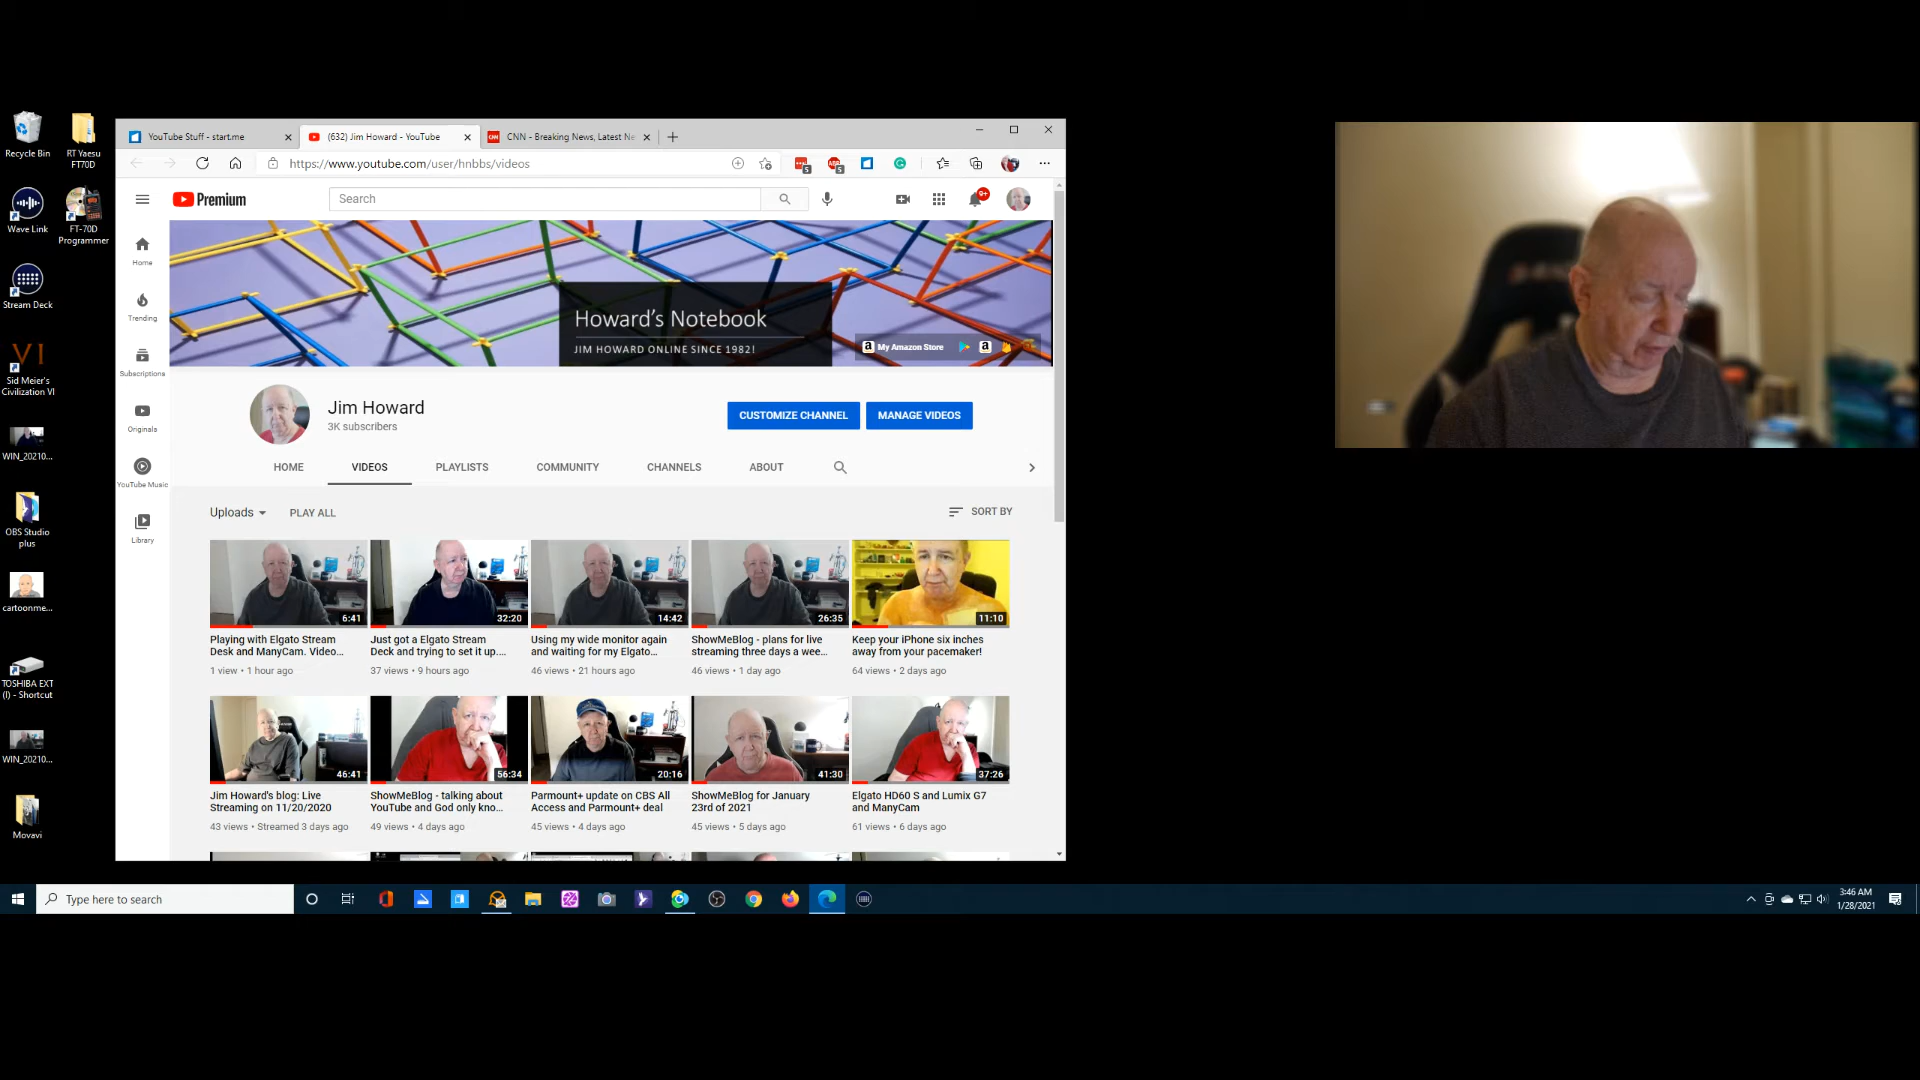 Recycle Bin
RT Yaesu
FT70D
Wave Link
FT-70D
Programmer
Stream Deck
VI
Sid Meier's
Civilization VI
WIN_20210...
OBS Studio
plus
cartoonme...
TOSHIBA EXT
(I) - Shortcut
WIN_20210...
Movavi
YouTube Stuff - start.me
(632) Jim Howard - YouTube
CNN - Breaking News, Latest Ne
https://www.youtube.com/user/hnbbs/videos
Premium
Search
9+
Home
Trending
Subscriptions
Originals
YouTube Music
Library
Howard's Notebook
JIM HOWARD ONLINE SINCE 1982!
My Amazon Store
Jim Howard
3K subscribers
CUSTOMIZE CHANNEL
MANAGE VIDEOS
HOME
VIDEOS
PLAYLISTS
COMMUNITY
CHANNELS
ABOUT
Uploads
PLAY ALL
SORT BY
6:41
32:20
14:42
26:35
11:10
Playing with Elgato Stream
Desk and ManyCam. Video...
1 view • 1 hour ago
Just got a Elgato Stream
Deck and trying to set it up....
37 views • 9 hours ago
Using my wide monitor again
and waiting for my Elgato...
46 views • 21 hours ago
ShowMeBlog - plans for live
streaming three days a wee...
46 views • 1 day ago
Keep your iPhone six inches
away from your pacemaker!
64 views • 2 days ago
46:41
56:34
20:16
41:30
37:26
Jim Howard's blog: Live
Streaming on 11/20/2020
43 views • Streamed 3 days ago
ShowMeBlog - talking about
YouTube and God only kno...
49 views • 4 days ago
Parmount+ update on CBS All
Access and Parmount+ deal
45 views • 4 days ago
ShowMeBlog for January
23rd of 2021
45 views • 5 days ago
Elgato HD60 S and Lumix G7
and ManyCam
61 views • 6 days ago
Type here to search
3:46 AM
1/28/2021